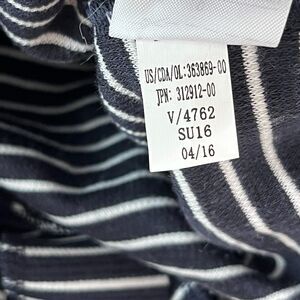 US/CDA/OL:363869-00
JPN: 312912-00
V/4762
SU16
04/16